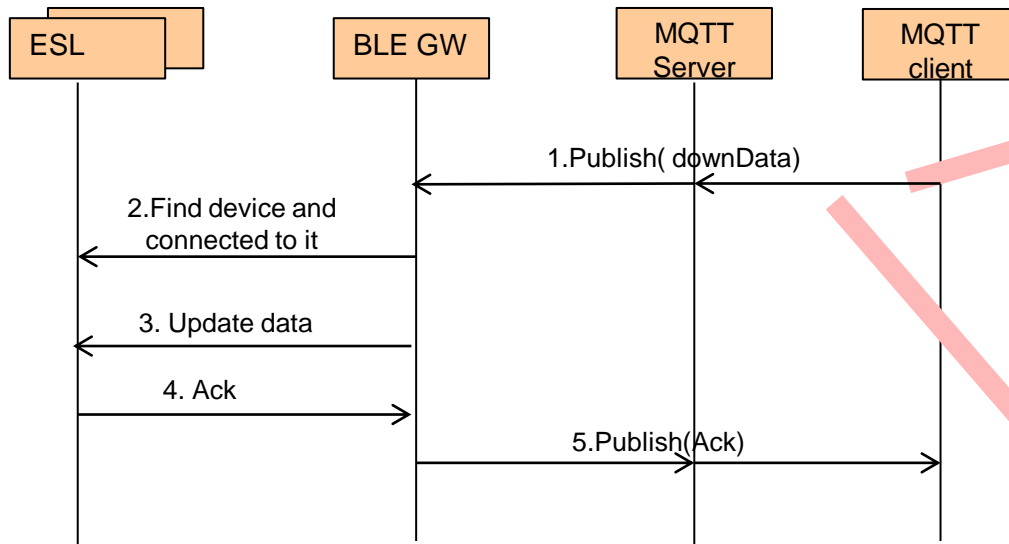 ESL
BLE GW
MQTT
Server
MQTT
client
1.Publish( downData)
2.Find device and
connected to it
3. Update data
4. Ack
5.Publish(Ack)